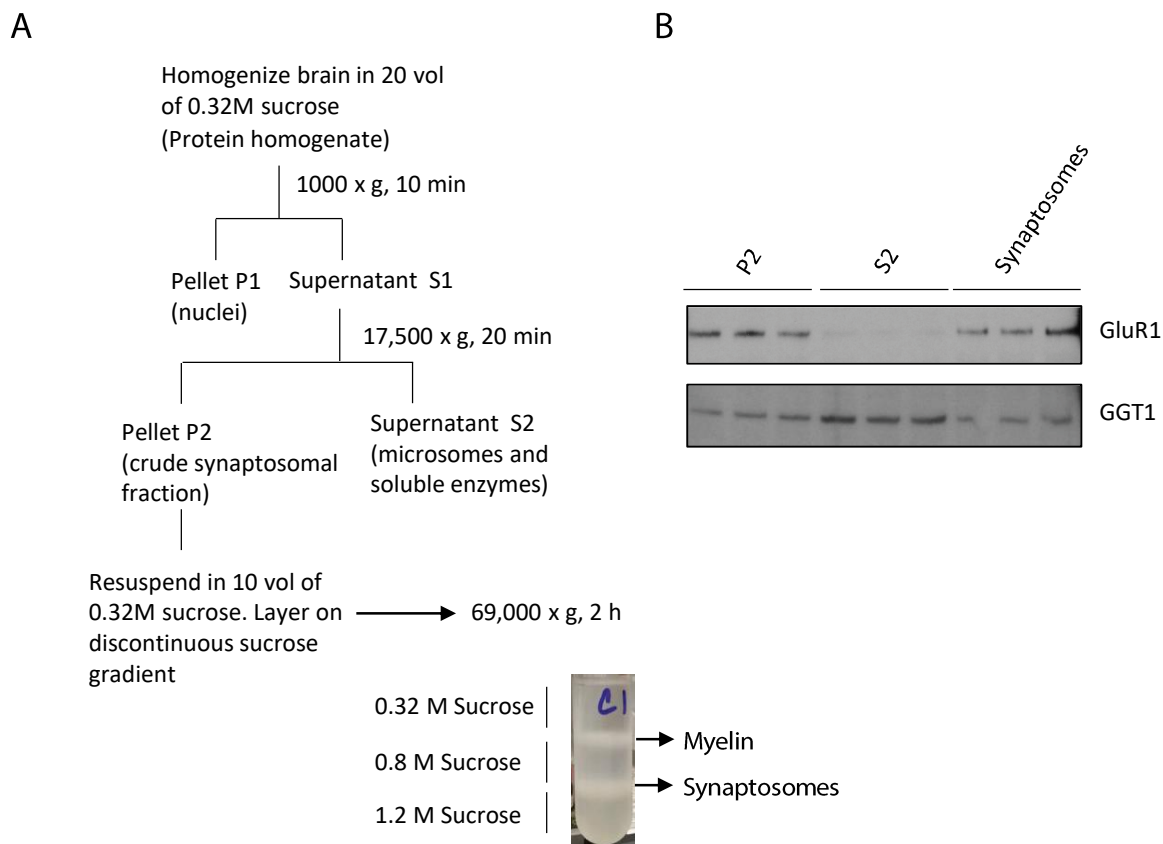 A
Homogenize brain in 20 vol
of 0.32M sucrose
(Protein homogenate)
1000 x g, 10 min
Pellet P1
(nuclei)
Supernatant S1
17,500 x g, 20 min
Pellet P2
(crude synaptosomal
fraction)
Supernatant S2
(microsomes and
soluble enzymes)
Resuspend in 10 vol of
0.32M sucrose. Layer on
discontinuous sucrose
gradient
69,000 x g, 2 h
0.32 M Sucrose
0.8 M Sucrose
1.2 M Sucrose
C1
Myelin
Synaptosomes
B
P2
S2
Synaptosomes
GluR1
GGT1